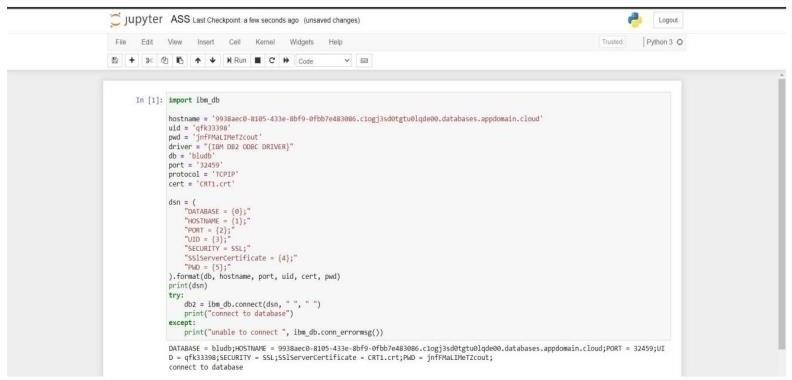 jupyter ASS Last Checkpoint: a few seconds ago (unsaved changes) Logout
File Edit View Insert Cell Kernel Widgets Help Trusted Python 3
Run Code
In [1]: import ibm_db
hostname = '9938aec0-8105-433e-8bf9-0fbb7e483086.c1ogj3sd0tgtu0lqde00.databases.appdomain.cloud'
uid = 'qfk33398'
pwd = 'jnfFMaLIMeTZcout'
driver = "{IBM DB2 ODBC DRIVER}"
db = 'bludb'
port = '32459'
protocol = 'TCPIP'
cert = 'CRT1.crt'
dsn = (
"DATABASE = {0};"
"HOSTNAME = {1};"
"PORT = {2};"
"UID = {3};"
"SECURITY = SSL;"
"SSlServerCertificate = {4};"
"PWD = {5};"
).format(db, hostname, port, uid, cert, pwd)
print(dsn)
try:
db2 = ibm_db.connect(dsn, " ", " ")
print("connect to database")
except:
print("unable to connect ", ibm_db.conn_errormsg())
DATABASE = bludb;HOSTNAME = 9938aec0-8105-433e-8bf9-0fbb7e483086.c1ogj3sd0tgtu0lqde00.databases.appdomain.cloud;PORT = 32459;UI
D = qfk33398;SECURITY = SSL;SSlServerCertificate = CRT1.crt;PWD = jnfFMaLIMeTZcout;
connect to database